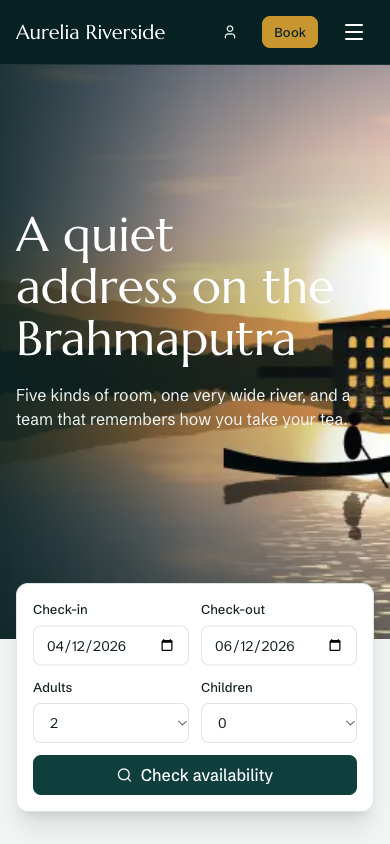 Aurelia Riverside
Book
A quiet
address on the
Brahmaputra
Five kinds of room, one very wide river, and a
team that remembers how you take your tea.
Check-in
Check-out
04/12/2026
06/12/2026
Adults
Children
2
0
Check availability